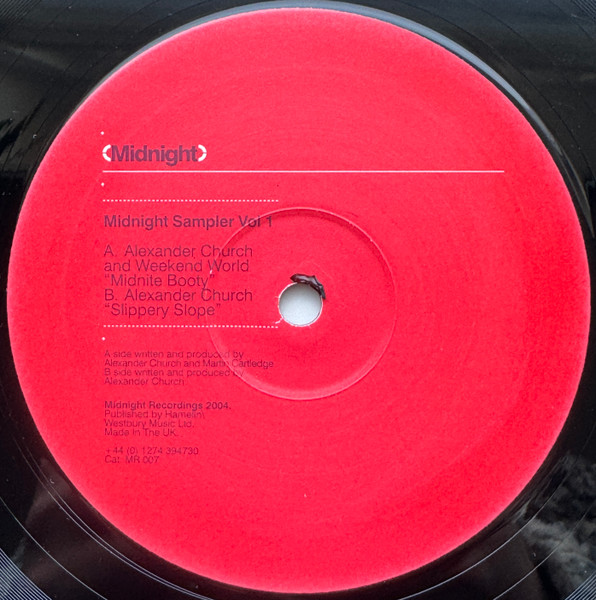 (Midnight)
Midnight Sampler Vol 1
A. Alexander Church
and Weekend World
"Midnite Booty"
B. Alexander Church
"Slippery Slope"
A side written and produced by
Alexander Church and Martin Cartledge
B side written and produced by
Alexander Church
Midnight Recordings 2004.
Published by Hamelin,
Westbury Music Ltd.
Made In The UK.
+44 (0) 1274 394730
Cat: MR 007